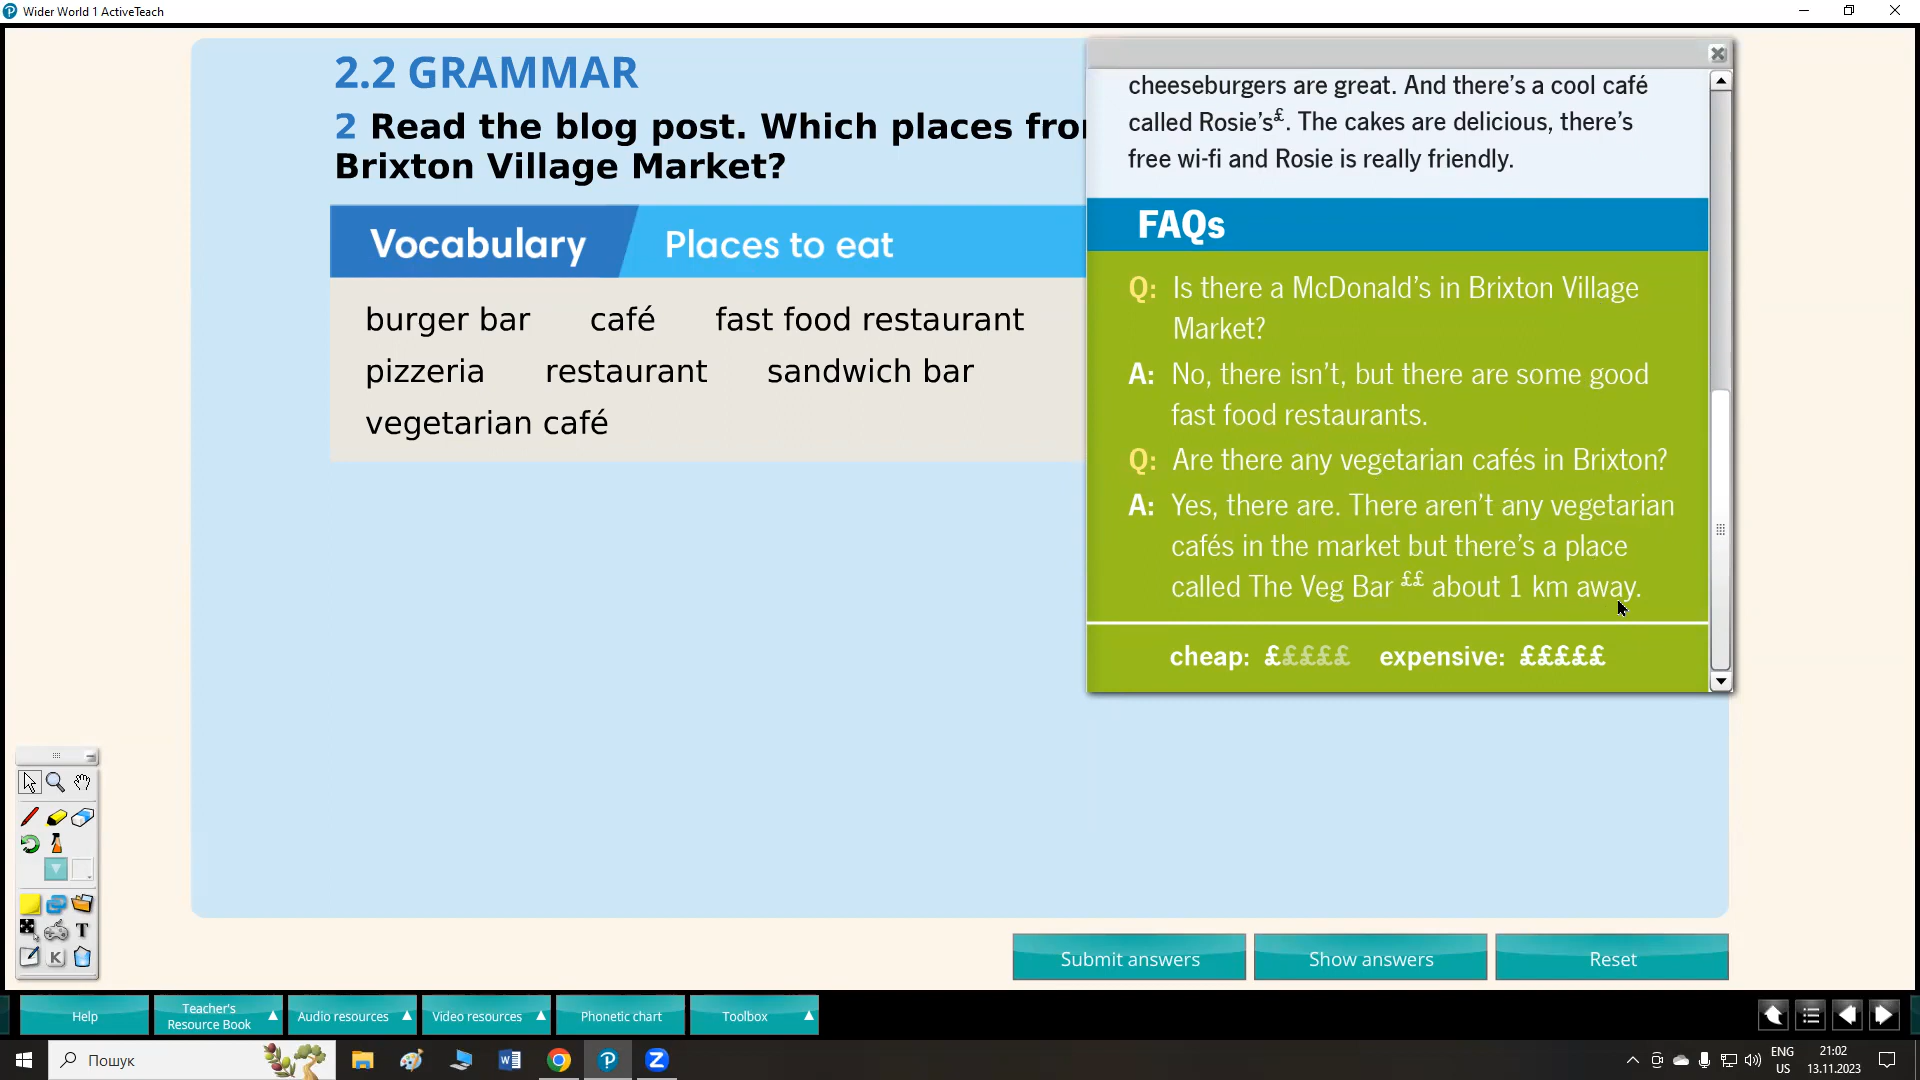 Wider World 1 ActiveTeach
2.2 GRAMMAR
2 Read the blog post. Which places from
Brixton Village Market?
Vocabulary Places to eat
burger bar café fast food restaurant
pizzeria restaurant sandwich bar
vegetarian café
cheeseburgers are great. And there's a cool café
called Rosie's£. The cakes are delicious, there's
free wi-fi and Rosie is really friendly.
FAQs
Q: Is there a McDonald's in Brixton Village
Market?
A: No, there isn't, but there are some good
fast food restaurants.
Q: Are there any vegetarian cafés in Brixton?
A: Yes, there are. There aren't any vegetarian
cafés in the market but there's a place
called The Veg Bar ££ about 1 km away.
cheap: £££££ expensive: £££££
T
K
Submit answers Show answers Reset
Help
Teacher's
Resource Book
Audio resources
Video resources
Phonetic chart
Toolbox
Пошук
ENG
US
21:02
13.11.2023